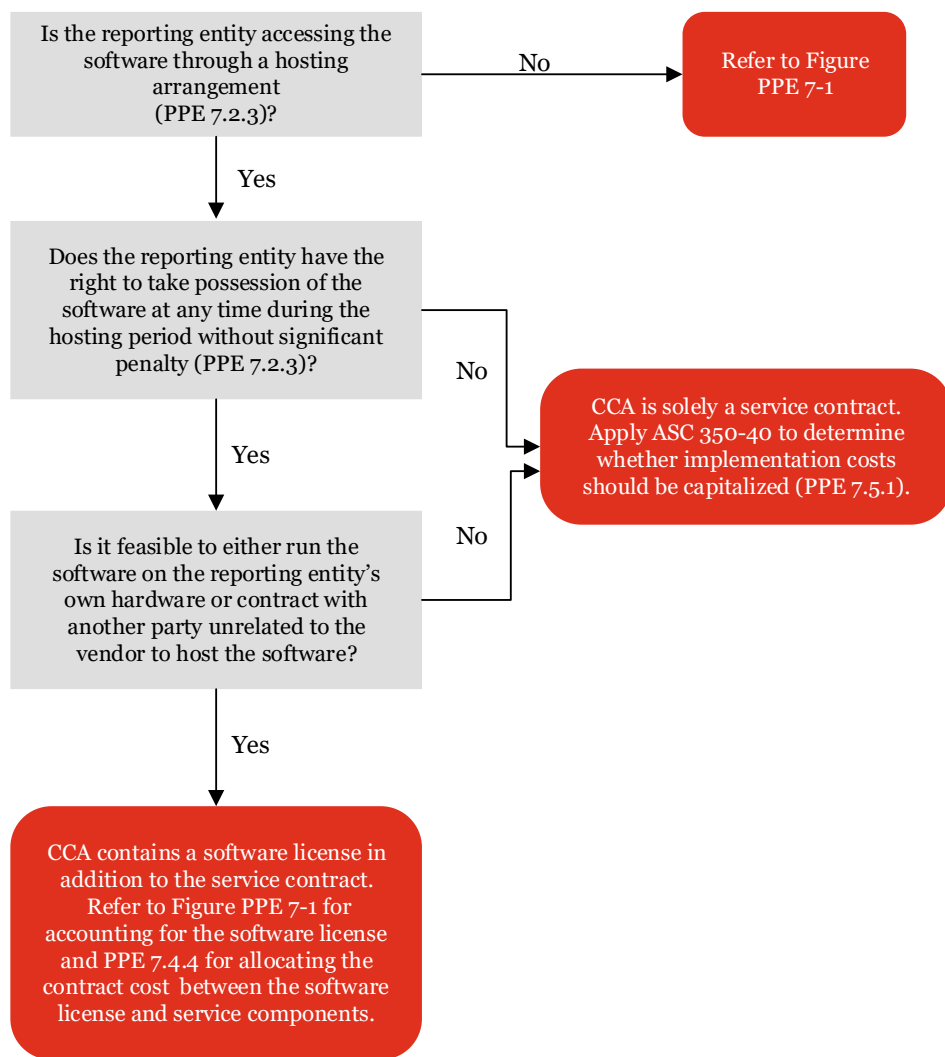 Is the reporting entity accessing the
software through a hosting
arrangement
(PPE 7.2.3)?
No
Refer to Figure
PPE 7-1
Yes
Does the reporting entity have the
right to take possession of the
software at any time during the
hosting period without significant
penalty (PPE 7.2.3)?
No
CCA is solely a service contract.
Apply ASC 350-40 to determine
whether implementation costs
should be capitalized (PPE 7.5.1).
Yes
No
Is it feasible to either run the
software on the reporting entity’s
own hardware or contract with
another party unrelated to the
vendor to host the software?
Yes
CCA contains a software license in
addition to the service contract.
Refer to Figure PPE 7-1 for
accounting for the software license
and PPE 7.4.4 for allocating the
contract cost between the software
license and service components.